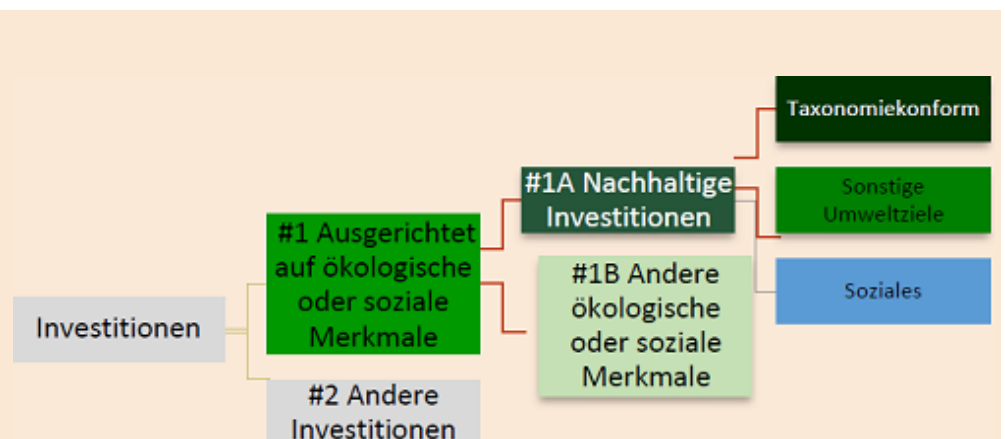 Investitionen
#1 Ausgerichtet
auf ökologische
oder soziale
Merkmale
#2 Andere
Investitionen
#1A Nachhaltige
Investitionen
#1B Andere
ökologische
oder soziale
Merkmale
Taxonomiekonform
Sonstige
Umweltziele
Soziales